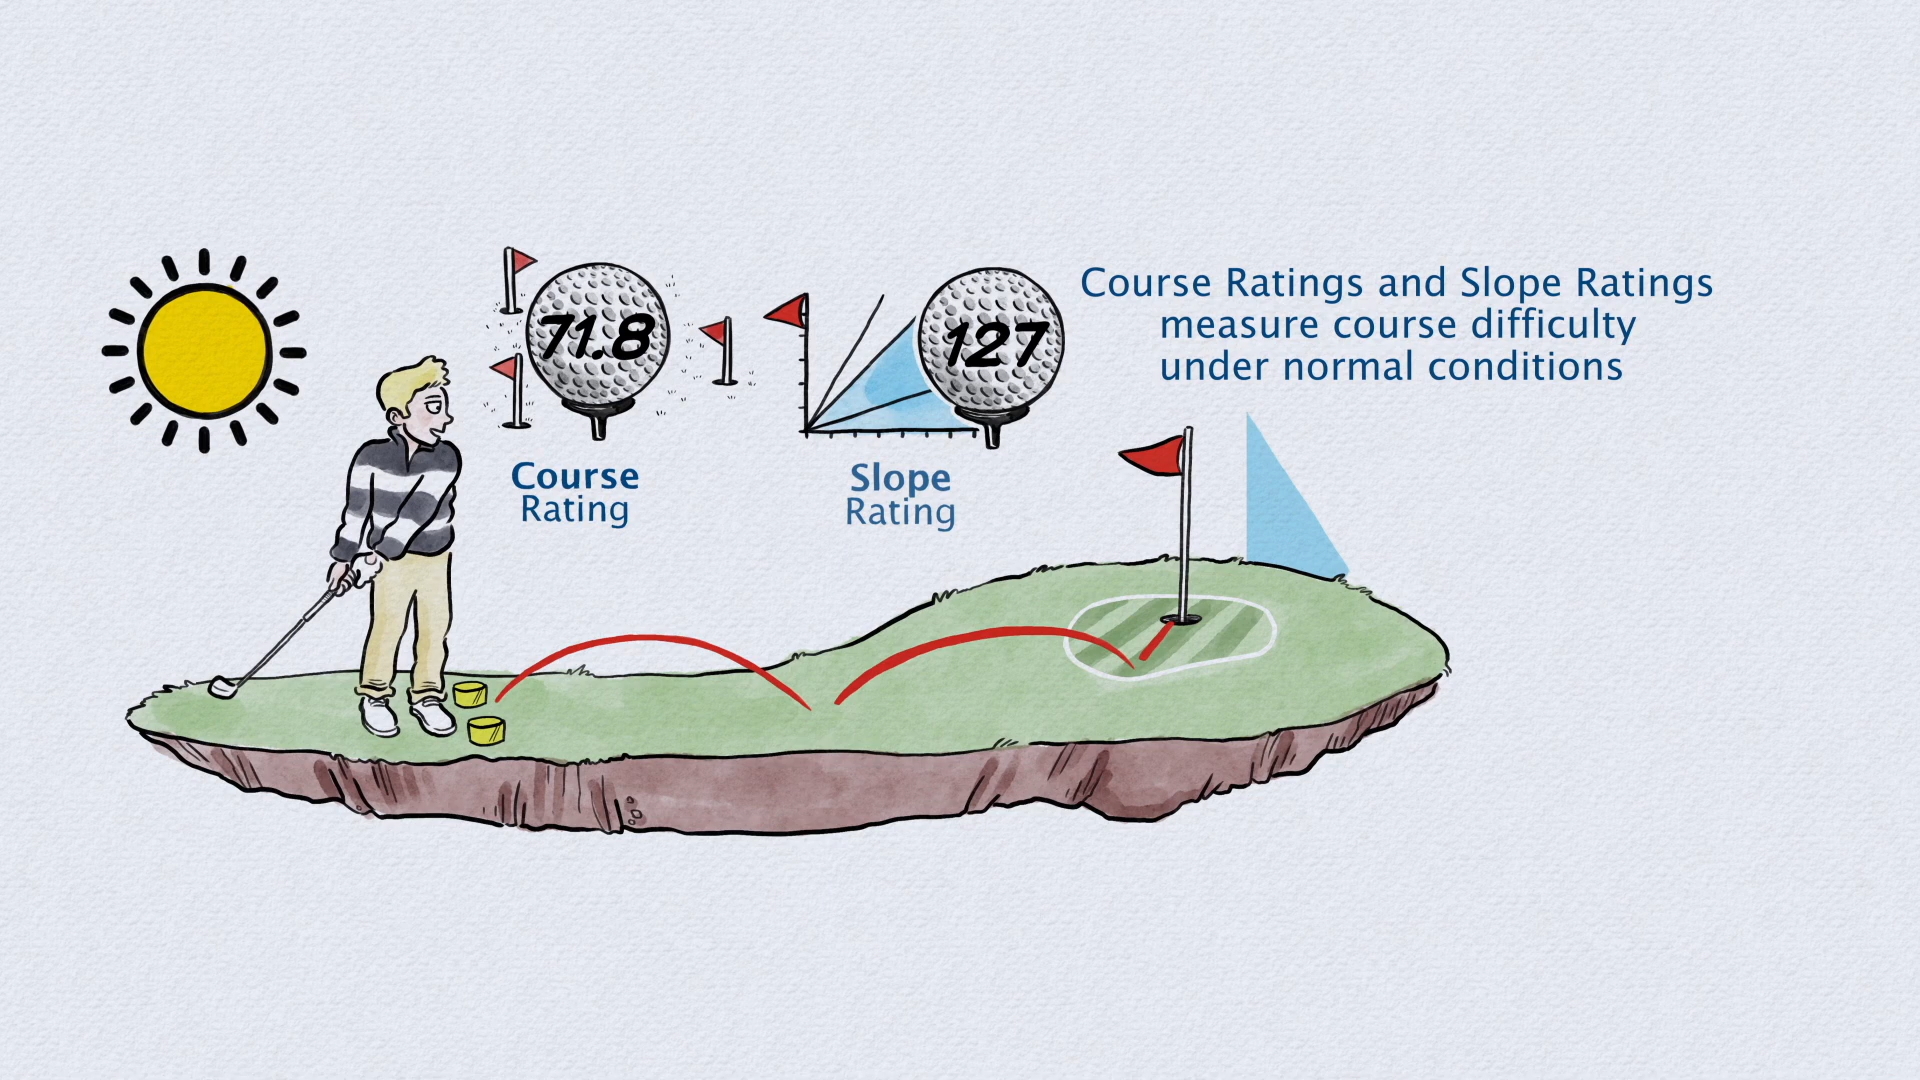 71.8
Course
Rating
127
Slope
Rating
Course Ratings and Slope Ratings
measure course difficulty
under normal conditions